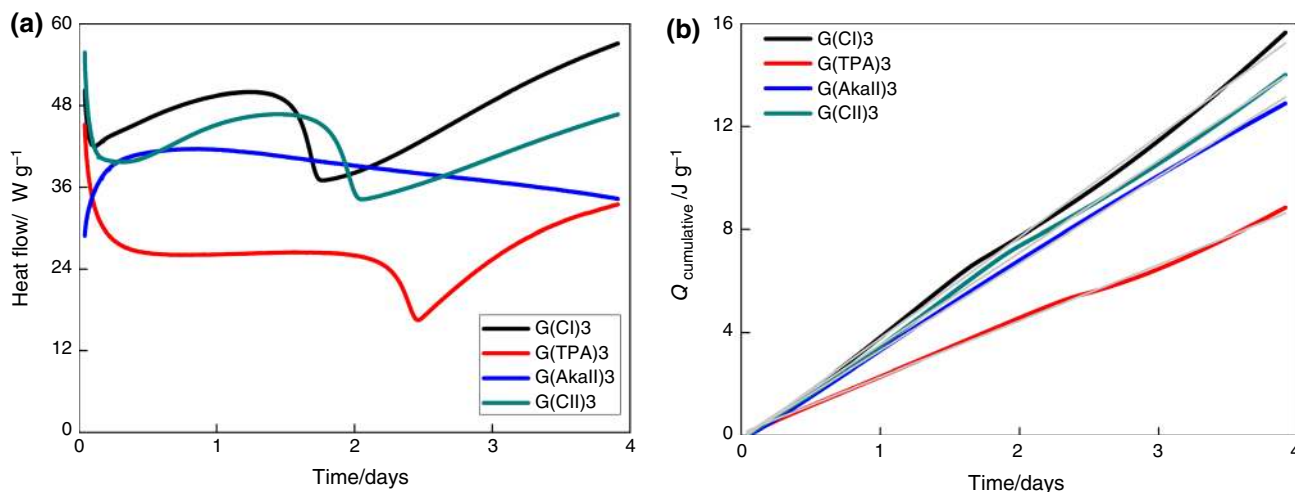 (a)
60
48
36
24
12
0
Heat flow/ W g⁻¹
0
1
2
3
4
Time/days
G(CI)3
G(TPA)3
G(AkaII)3
G(CII)3
(b)
16
12
8
4
0
Q cumulative /J g⁻¹
0
1
2
3
4
Time/days
G(CI)3
G(TPA)3
G(AkaII)3
G(CII)3